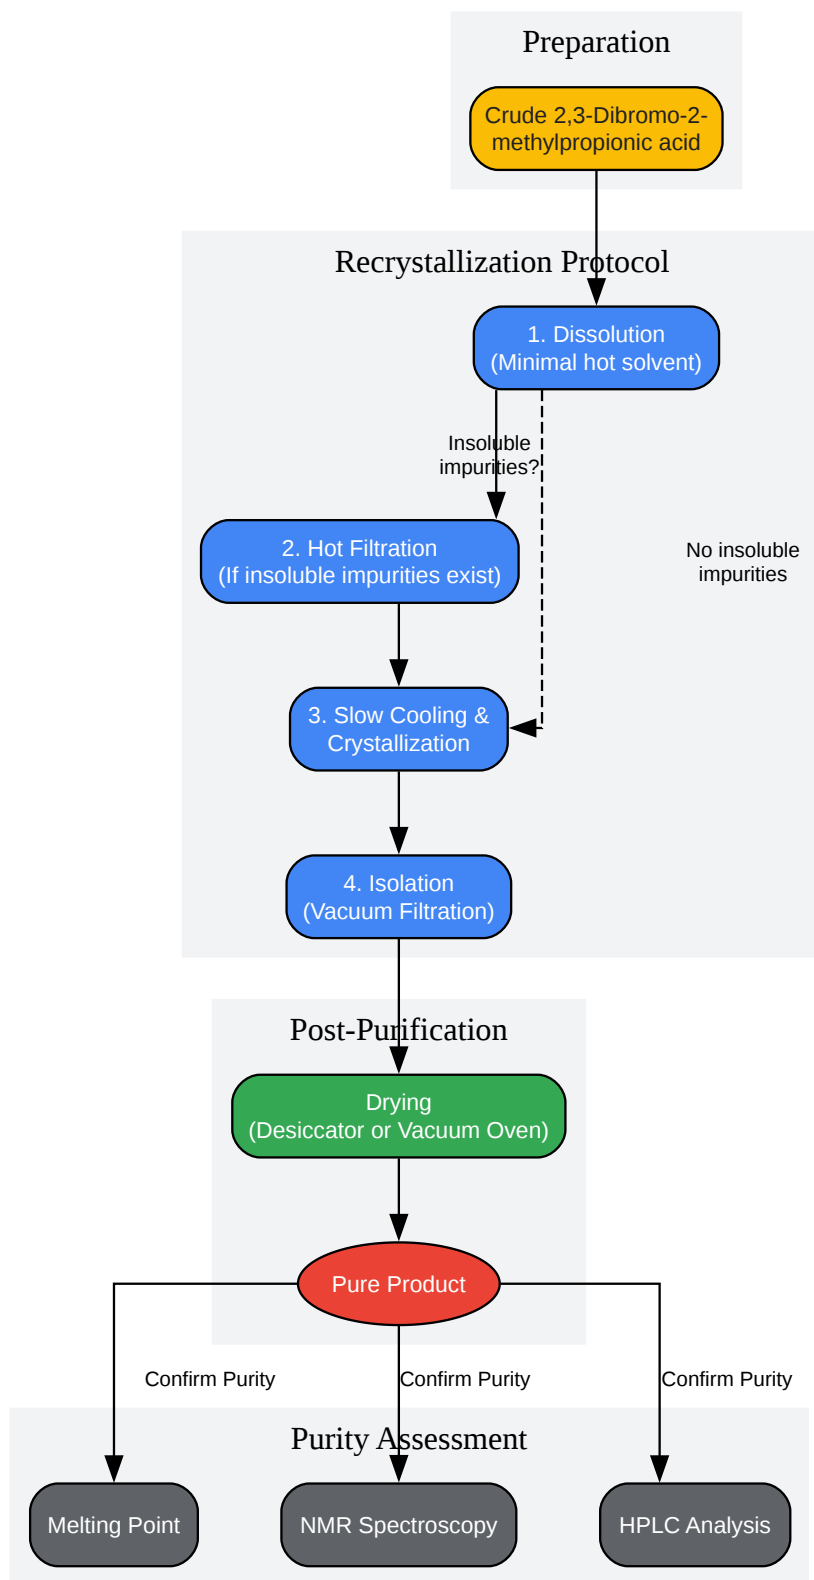 Preparation
Crude 2,3-Dibromo-2-
methylpropionic acid
Recrystallization Protocol
1. Dissolution
(Minimal hot solvent)
Insoluble
impurities?
2. Hot Filtration
(If insoluble impurities exist)
No insoluble
impurities
3. Slow Cooling &
Crystallization
4. Isolation
(Vacuum Filtration)
Post-Purification
Drying
(Desiccator or Vacuum Oven)
Pure Product
Confirm Purity
Confirm Purity
Confirm Purity
Purity Assessment
Melting Point
NMR Spectroscopy
HPLC Analysis